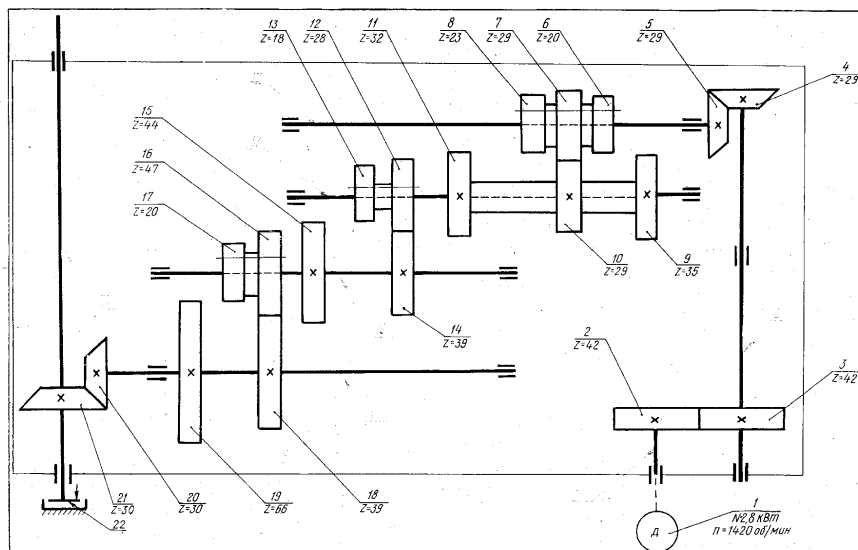 13
Z=18
12
Z=28
11
Z=32
8
Z=23
7
Z=29
6
Z=20
5
Z=29
4
Z=29
15
Z=44
16
Z=47
17
Z=20
10
Z=29
9
Z=35
14
Z=39
2
Z=42
3
Z=42
21
Z=30
22
20
Z=30
19
Z=66
18
Z=39
Д
1
N=2,8 кВт
n=1420 об/мин